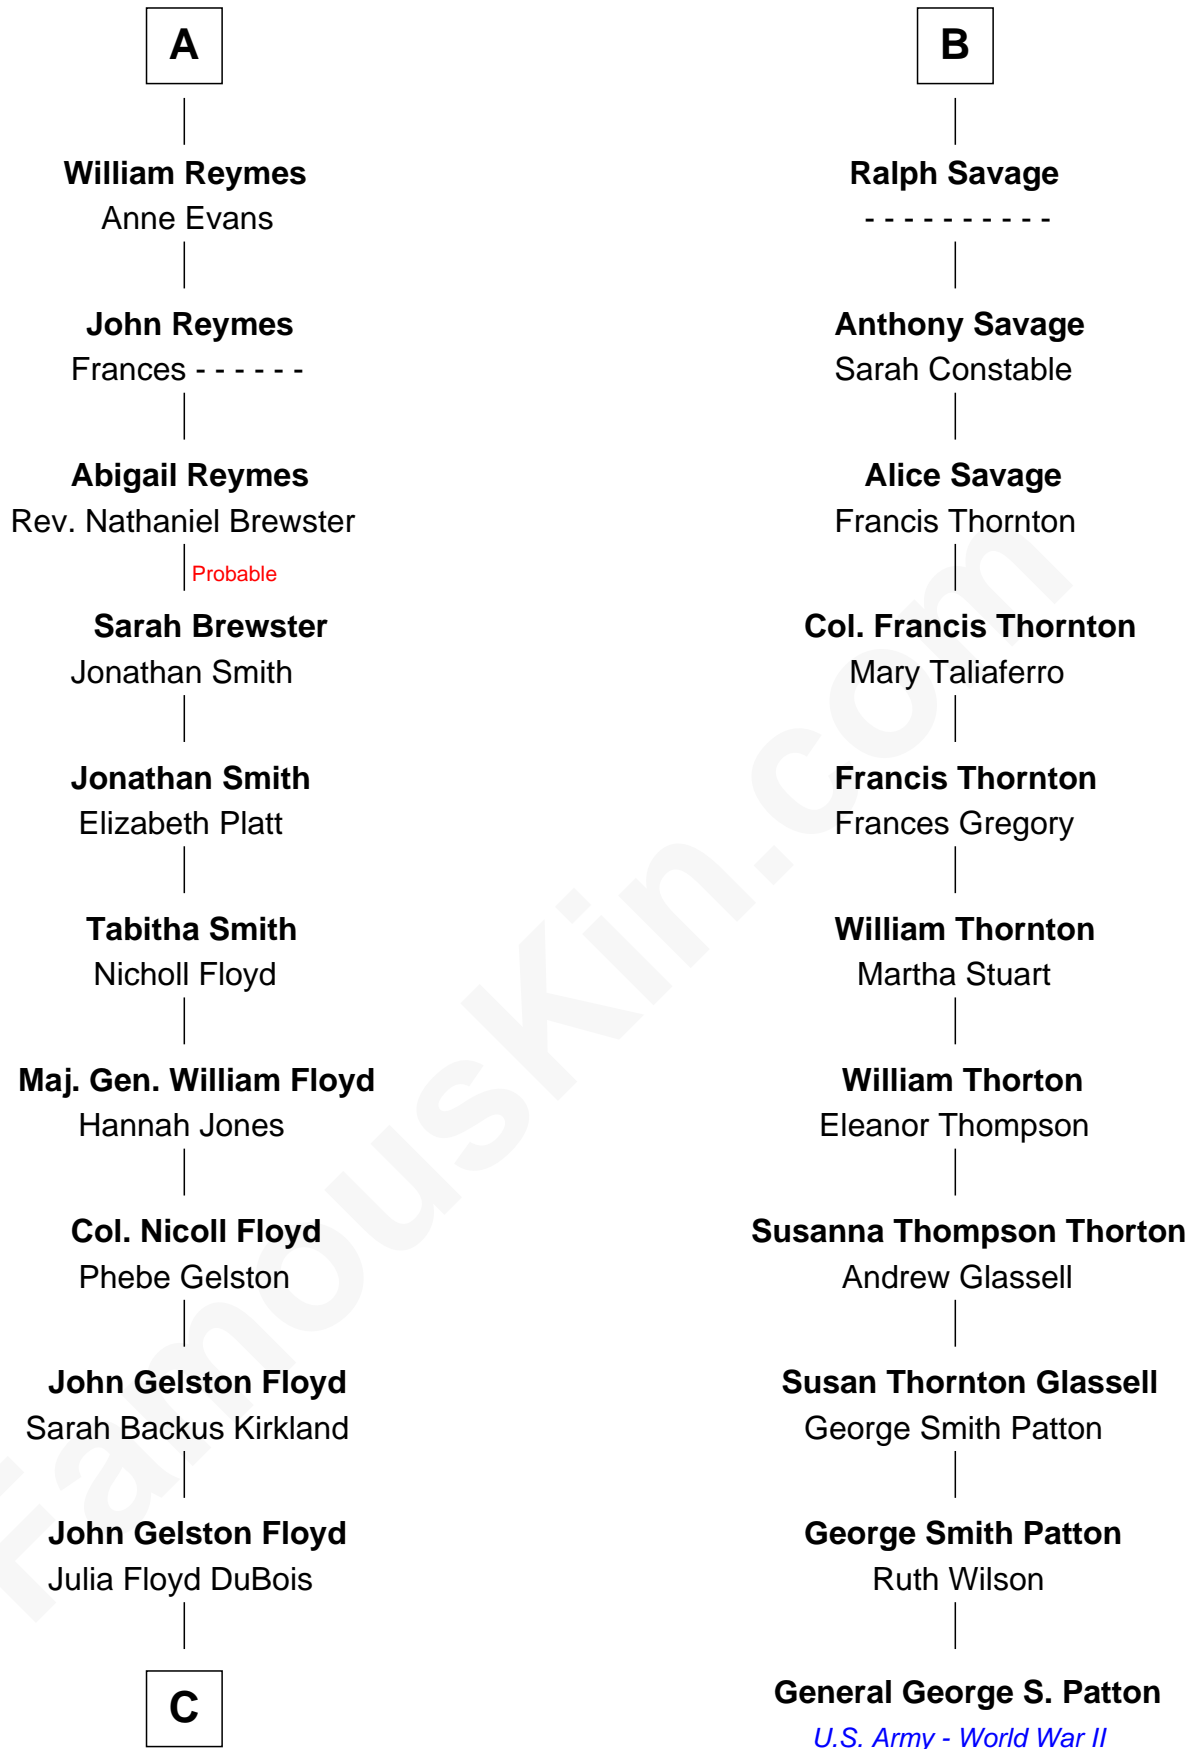 A
William Reymes
Anne Evans
John Reymes
Frances - - - - - -
Abigail Reymes
Rev. Nathaniel Brewster
Probable
Sarah Brewster
Jonathan Smith
Jonathan Smith
Elizabeth Platt
Tabitha Smith
Nicholl Floyd
Maj. Gen. William Floyd
Hannah Jones
Col. Nicoll Floyd
Phebe Gelston
John Gelston Floyd
Sarah Backus Kirkland
John Gelston Floyd
Julia Floyd DuBois
C
B
Ralph Savage
- - - - - - - - - -
Anthony Savage
Sarah Constable
Alice Savage
Francis Thornton
Col. Francis Thornton
Mary Taliaferro
Francis Thornton
Frances Gregory
William Thornton
Martha Stuart
William Thorton
Eleanor Thompson
Susanna Thompson Thorton
Andrew Glassell
Susan Thornton Glassell
George Smith Patton
George Smith Patton
Ruth Wilson
General George S. Patton
U.S. Army - World War II
FamousKin.com